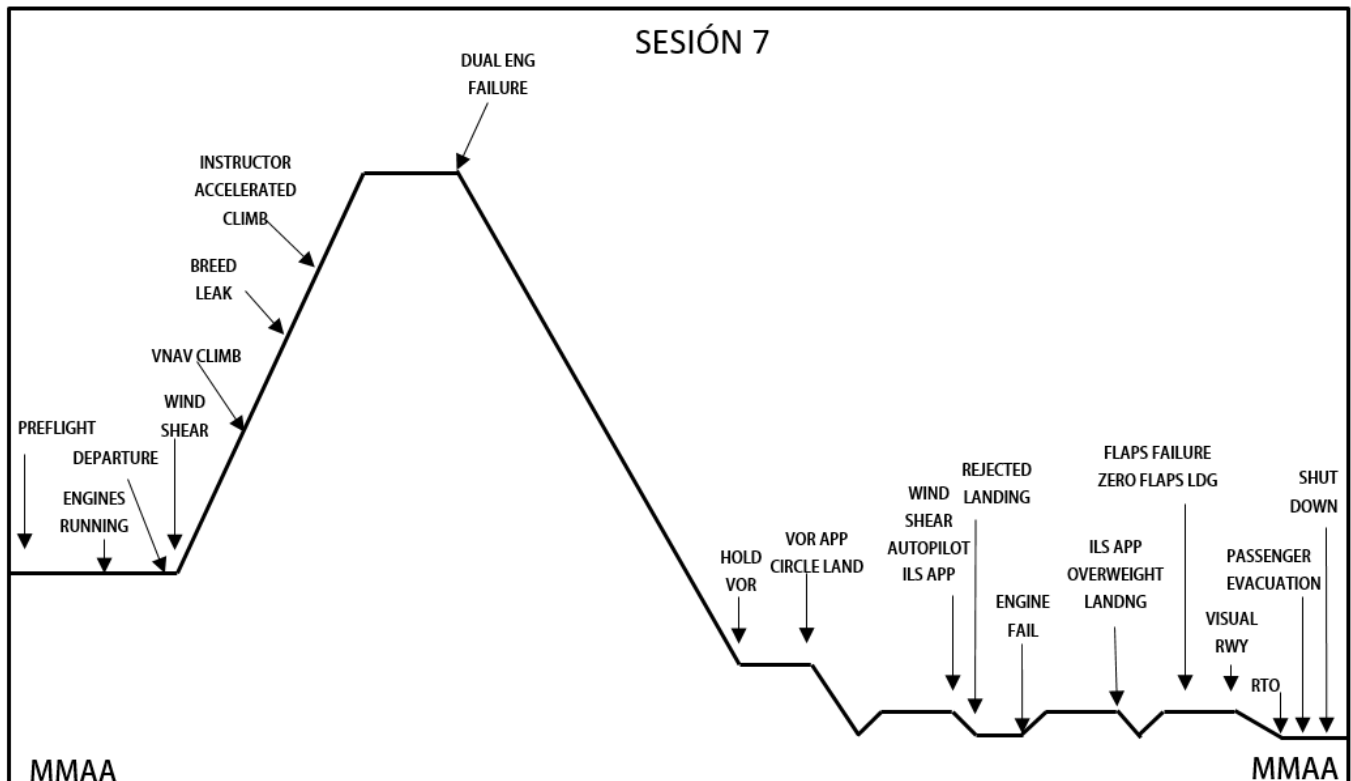 SESIÓN 7
DUAL ENG
FAILURE
INSTRUCTOR
ACCELERATED
CLIMB
BREED
LEAK
VNAV CLIMB
WIND
SHEAR
PREFLIGHT
DEPARTURE
ENGINES
RUNNING
HOLD
VOR
VOR APP
CIRCLE LAND
WIND
SHEAR
AUTOPILOT
ILS APP
REJECTED
LANDING
ENGINE
FAIL
ILS APP
OVERWEIGHT
LANDNG
FLAPS FAILURE
ZERO FLAPS LDG
VISUAL
RWY
RTO
PASSENGER
EVACUATION
SHUT
DOWN
MMAA
MMAA